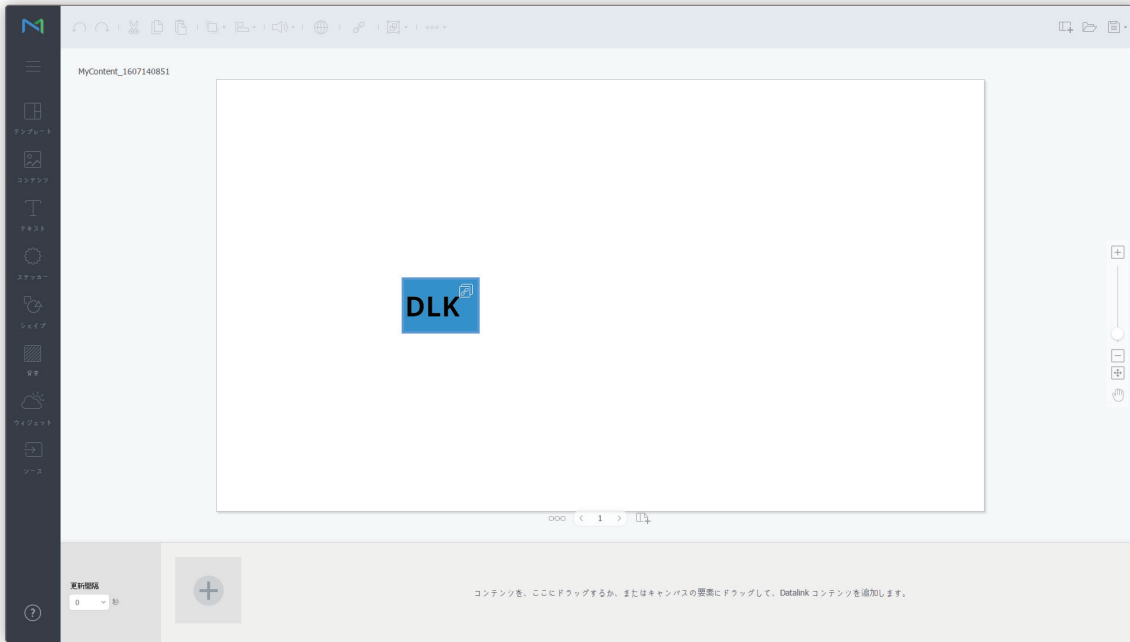 MyContent_1607140851
テンプレート
コンテンツ
テキスト
ステッカー
シェイプ
背景
ウィジェット
ソース
DLK
1
更新間隔
0 秒
コンテンツを、ここにドラッグするか、またはキャンバスの要素にドラッグして、Datalink コンテンツを追加します。